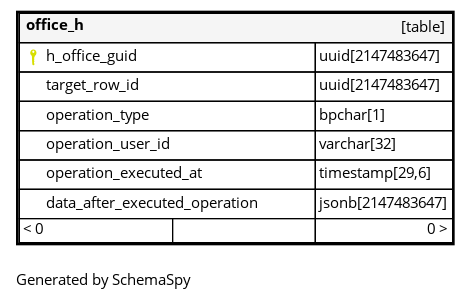 office_h [table]
h_office_guid uuid[2147483647]
target_row_id uuid[2147483647]
operation_type bpchar[1]
operation_user_id varchar[32]
operation_executed_at timestamp[29,6]
data_after_executed_operation jsonb[2147483647]
< 0 0 >
Generated by SchemaSpy